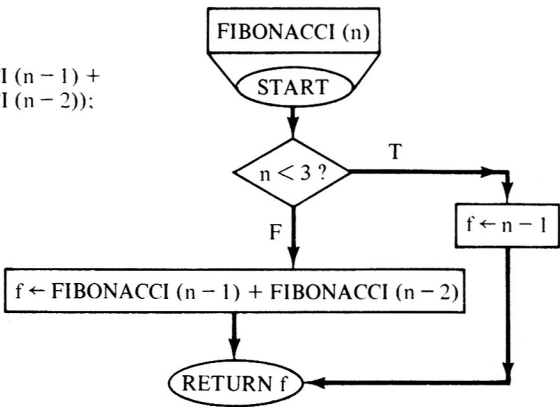 FIBONACCI (n)
I (n − 1) +
I (n − 2));
START
n < 3 ?
T
F
f ← n − 1
f ← FIBONACCI (n − 1) + FIBONACCI (n − 2)
RETURN f